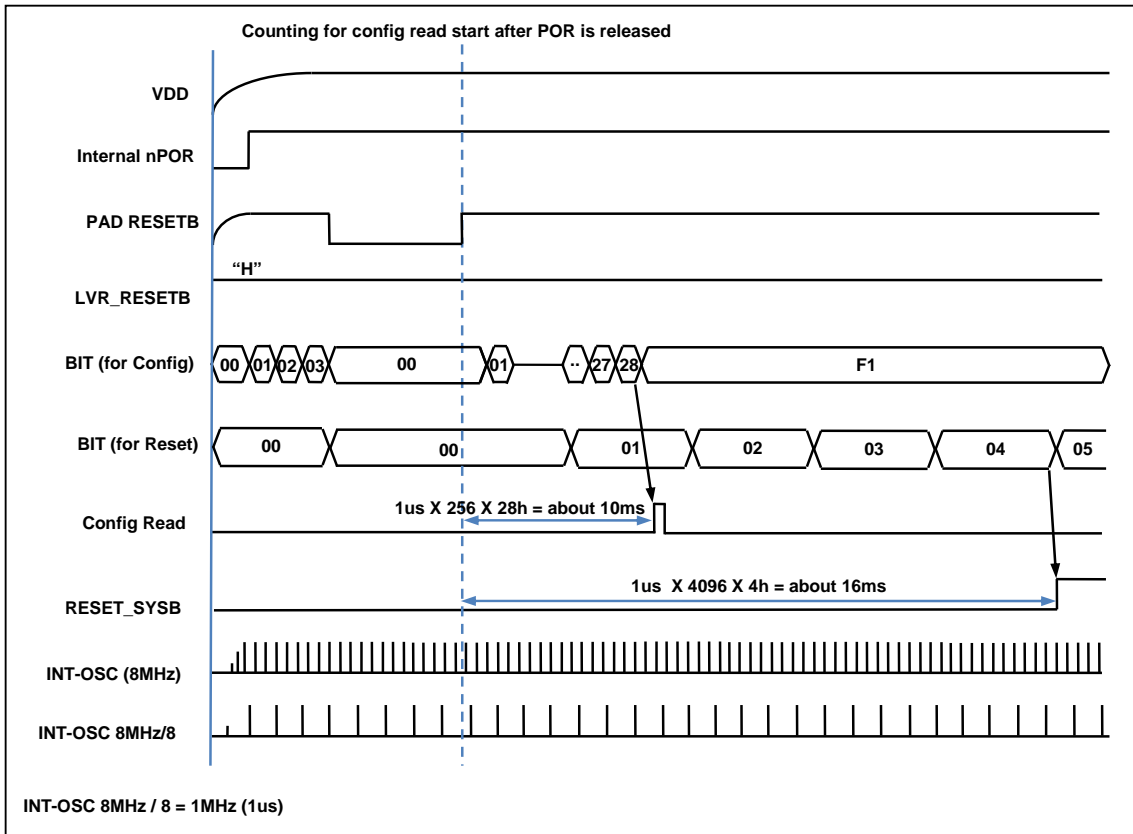 Counting for config read start after POR is released
VDD
Internal nPOR
PAD RESETB
“H”
LVR_RESETB
BIT (for Config)
00 01 02 03 00 01 .. 27 28 F1
BIT (for Reset)
00 00 01 02 03 04 05
1us X 256 X 28h = about 10ms
Config Read
1us X 4096 X 4h = about 16ms
RESET_SYSB
INT-OSC (8MHz)
INT-OSC 8MHz/8
INT-OSC 8MHz / 8 = 1MHz (1us)